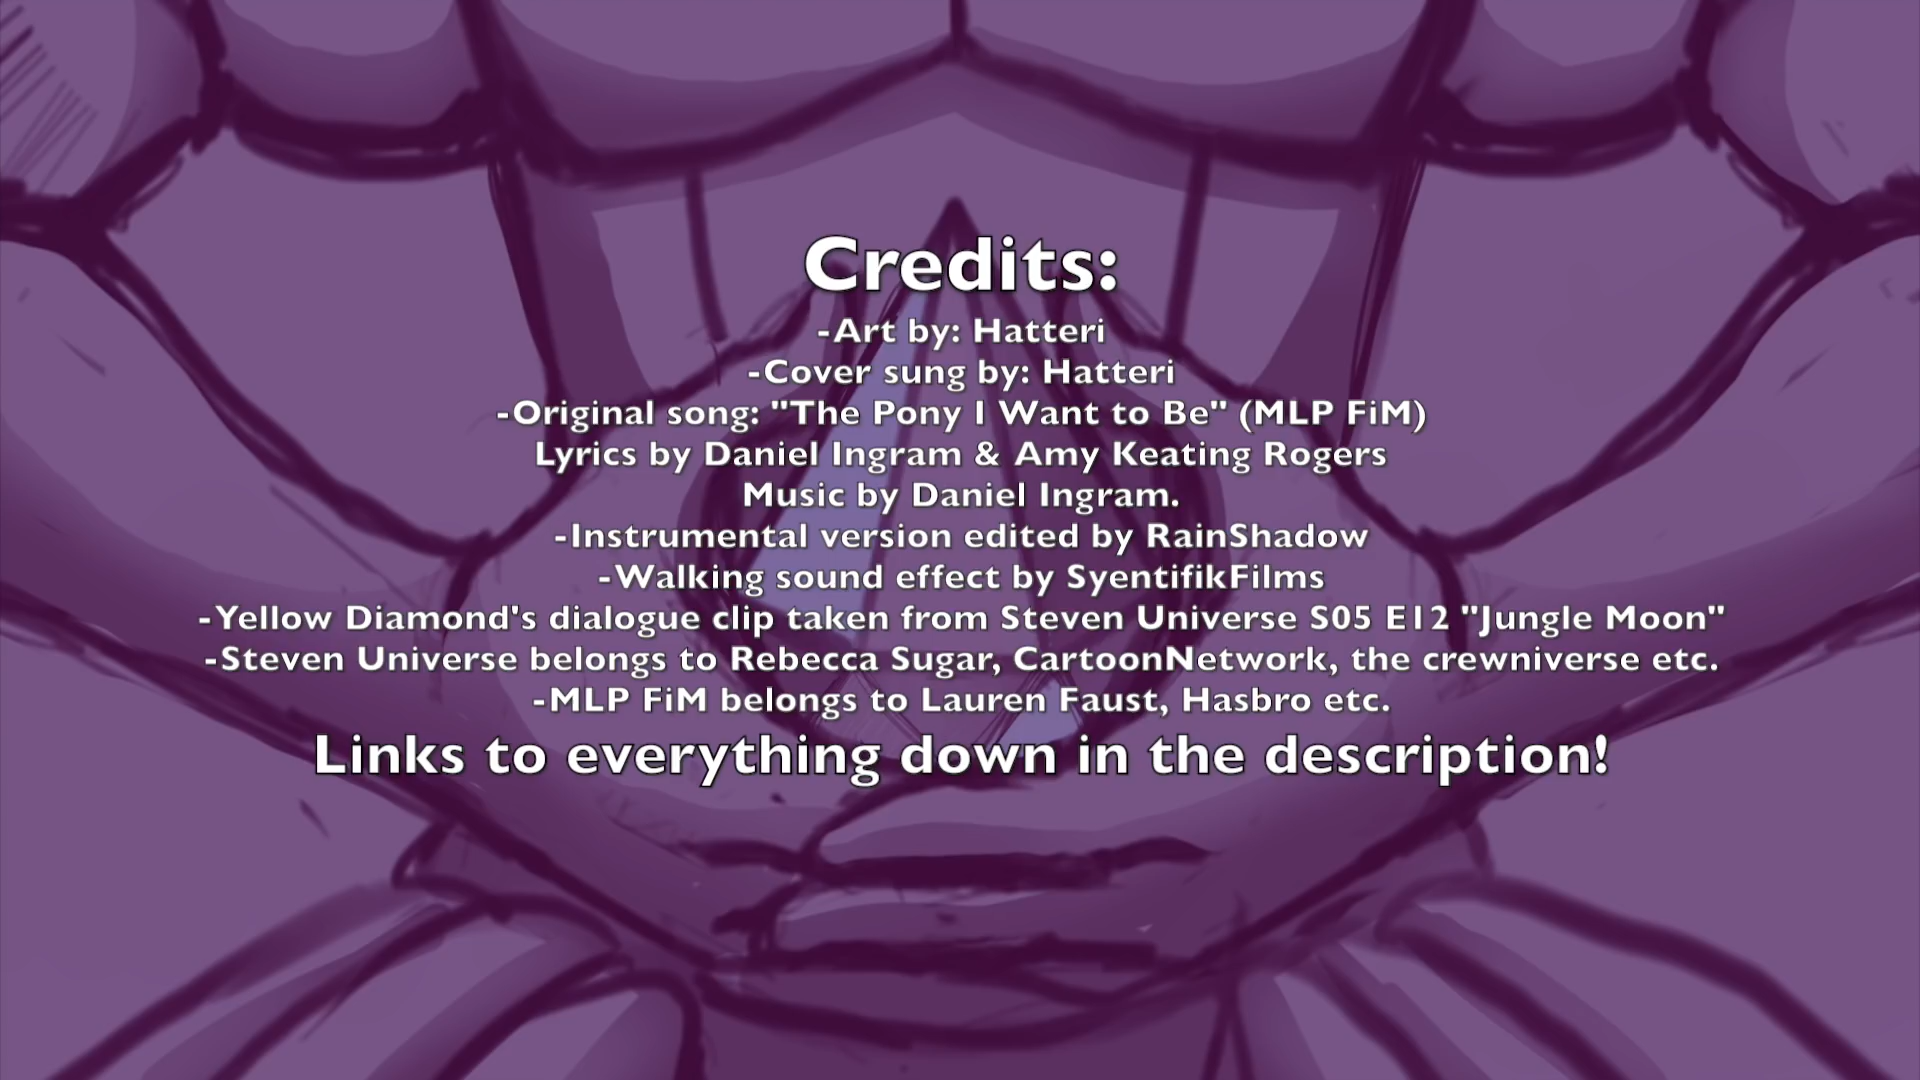 Credits:
-Art by: Hatteri
-Cover sung by: Hatteri
-Original song: "The Pony I Want to Be" (MLP FiM)
Lyrics by Daniel Ingram & Amy Keating Rogers
Music by Daniel Ingram.
-Instrumental version edited by RainShadow
-Walking sound effect by SyentifikFilms
-Yellow Diamond's dialogue clip taken from Steven Universe S05 E12 "Jungle Moon"
-Steven Universe belongs to Rebecca Sugar, CartoonNetwork, the crewniverse etc.
-MLP FiM belongs to Lauren Faust, Hasbro etc.
Links to everything down in the description!